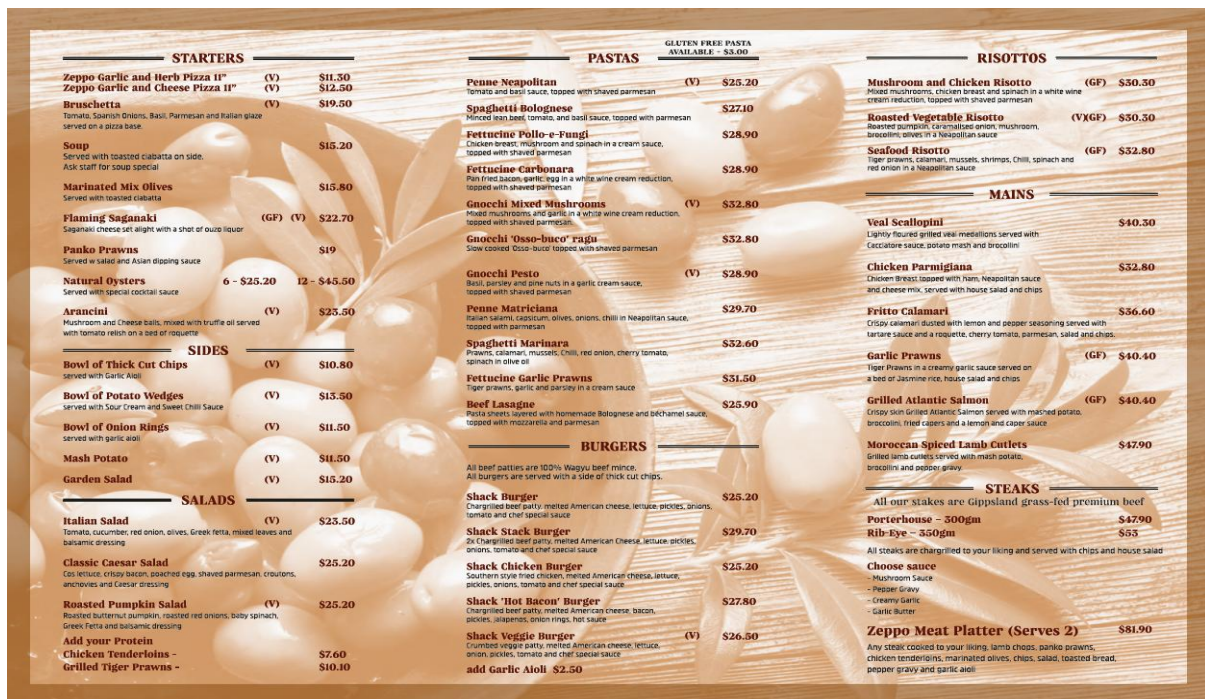 STARTERS
Zeppo Garlic and Herb Pizza 11" (V) $11.30
Zeppo Garlic and Cheese Pizza 11" (V) $12.50
Bruschetta (V) $19.50
Tomato, Spanish Onions, Basil, Parmesan and Italian glaze
served on a pizza base.
Soup $15.20
Served with toasted ciabatta on side.
Ask staff for soup special
Marinated Mix Olives $15.80
Served with toasted ciabatta
Flaming Saganaki (GF) (V) $22.70
Saganaki cheese set alight with a shot of ouzo liquor
Panko Prawns $19
Served w salad and Asian dipping sauce
Natural Oysters 6 - $25.20 12 - $45.50
Served with special cocktail sauce
Arancini (V) $23.50
Mushroom and Cheese balls, mixed with truffle oil served
with tomato relish on a bed of roquette
SIDES
Bowl of Thick Cut Chips (V) $10.80
served with Garlic Aioli
Bowl of Potato Wedges (V) $13.50
served with Sour Cream and Sweet Chilli Sauce
Bowl of Onion Rings (V) $11.50
served with garlic aioli
Mash Potato (V) $11.50
Garden Salad (V) $15.20
SALADS
Italian Salad (V) $23.50
Tomato, cucumber, red onion, olives, Greek fetta, mixed leaves and
balsamic dressing
Classic Caesar Salad $25.20
Cos lettuce, crispy bacon, poached egg, shaved parmesan, croutons,
anchovies and Caesar dressing
Roasted Pumpkin Salad (V) $25.20
Roasted butternut pumpkin, roasted red onions, baby spinach,
Greek Fetta and balsamic dressing
Add your Protein
Chicken Tenderloins - $7.60
Grilled Tiger Prawns - $10.10
GLUTEN FREE PASTA
AVAILABLE - $3.00
PASTAS
Penne Neapolitan (V) $25.20
Tomato and basil sauce, topped with shaved parmesan
Spaghetti Bolognese $27.10
Minced lean beef, tomato, and basil sauce, topped with parmesan
Fettucine Pollo-e-Fungi $28.90
Chicken breast, mushroom and spinach in a cream sauce,
topped with shaved parmesan
Fettucine Carbonara $28.90
Pan fried bacon, garlic, egg in a white wine cream reduction,
topped with shaved parmesan
Gnocchi Mixed Mushrooms (V) $32.80
Mixed mushrooms and garlic in a white wine cream reduction,
topped with shaved parmesan.
Gnocchi 'Osso-buco' ragu $32.80
Slow cooked 'Osso-buco' topped with shaved parmesan
Gnocchi Pesto (V) $28.90
Basil, parsley and pine nuts in a garlic cream sauce,
topped with shaved parmesan
Penne Matriciana $29.70
Italian salami, capsicum, olives, onions, chilli in Neapolitan sauce,
topped with parmesan
Spaghetti Marinara $32.60
Prawns, calamari, mussels, Chilli, red onion, cherry tomato,
spinach in olive oil
Fettucine Garlic Prawns $31.50
Tiger prawns, garlic and parsley in a cream sauce
Beef Lasagne $25.90
Pasta sheets layered with homemade Bolognese and béchamel sauce,
topped with mozzarella and parmesan
BURGERS
All beef patties are 100% Wagyu beef mince.
All burgers are served with a side of thick cut chips.
Shack Burger $25.20
Chargrilled beef patty, melted American cheese, lettuce, pickles, onions,
tomato and chef special sauce
Shack Stack Burger $29.70
2x Chargrilled beef patty, melted American Cheese, lettuce, pickles,
onions, tomato and chef special sauce
Shack Chicken Burger $25.20
Southern style fried chicken, melted American cheese, lettuce,
pickles, onions, tomato and chef special sauce
Shack 'Hot Bacon' Burger $27.80
Chargrilled beef patty, melted American cheese, bacon,
pickles, jalapenos, onion rings, hot sauce
Shack Veggie Burger (V) $26.50
Crumbed veggie patty, melted American cheese, lettuce,
onion, pickles, tomato and chef special sauce
add Garlic Aioli $2.50
RISOTTOS
Mushroom and Chicken Risotto (GF) $30.30
Mixed mushrooms, chicken breast and spinach in a white wine
cream reduction, topped with shaved parmesan
Roasted Vegetable Risotto (V)(GF) $30.30
Roasted pumpkin, caramalised onion, mushroom,
brocollini, olives in a Neapolitan sauce
Seafood Risotto (GF) $32.80
Tiger prawns, calamari, mussels, shrimps, Chilli, spinach and
red onion in a Neapolitan sauce
MAINS
Veal Scallopini $40.30
Lightly floured grilled veal medallions served with
Cacciatore sauce, potato mash and brocollini
Chicken Parmigiana $32.80
Chicken Breast topped with ham, Neapolitan sauce
and cheese mix, served with house salad and chips
Fritto Calamari $36.60
Crispy calamari dusted with lemon and pepper seasoning served with
tartare sauce and a roquette, cherry tomato, parmesan, salad and chips.
Garlic Prawns (GF) $40.40
Tiger Prawns in a creamy garlic sauce served on
a bed of Jasmine rice, house salad and chips
Grilled Atlantic Salmon (GF) $40.40
Crispy skin Grilled Atlantic Salmon served with mashed potato,
broccolini, fried capers and a lemon and caper sauce
Moroccan Spiced Lamb Cutlets $47.90
Grilled lamb cutlets served with mash potato,
brocollini and pepper gravy
STEAKS
All our stakes are Gippsland grass-fed premium beef
Porterhouse - 300gm $47.90
Rib-Eye - 350gm $53
All steaks are chargrilled to your liking and served with chips and house salad
Choose sauce
- Mushroom Sauce
- Pepper Gravy
- Creamy Garlic
- Garlic Butter
Zeppo Meat Platter (Serves 2) $81.90
Any steak cooked to your liking, lamb chops, panko prawns,
chicken tenderloins, marinated olives, chips, salad, toasted bread,
pepper gravy and garlic aioli